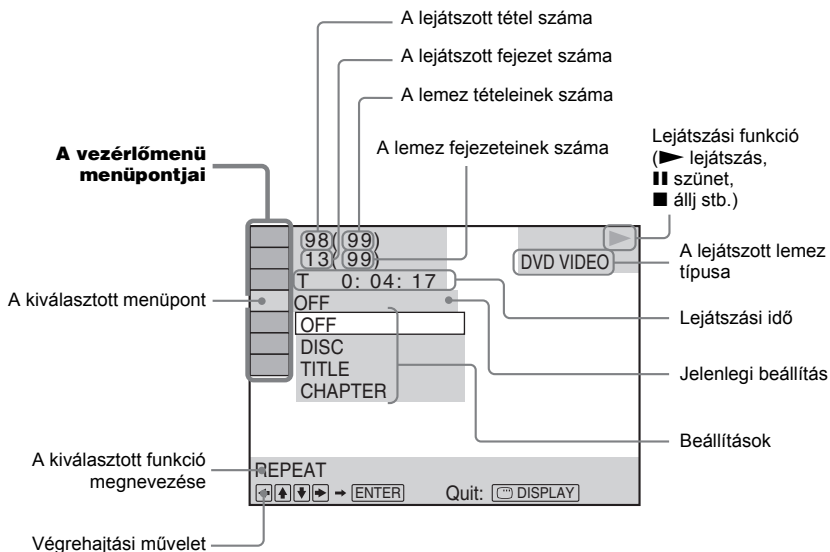 A lejátszott tétel száma
A lejátszott fejezet száma
A lemez tételeinek száma
A lemez fejezeteinek száma
Lejátszási funkció
(► lejátszás,
▮▮ szünet,
■ állj stb.)
A vezérlőmenü
menüpontjai
98( 99)
13( 99)
T 0: 04: 17
DVD VIDEO
A lejátszott lemez
típusa
A kiválasztott menüpont
OFF
OFF
DISC
TITLE
CHAPTER
Lejátszási idő
Jelenlegi beállítás
Beállítások
A kiválasztott funkció
megnevezése
REPEAT
ENTER Quit: DISPLAY
Végrehajtási művelet